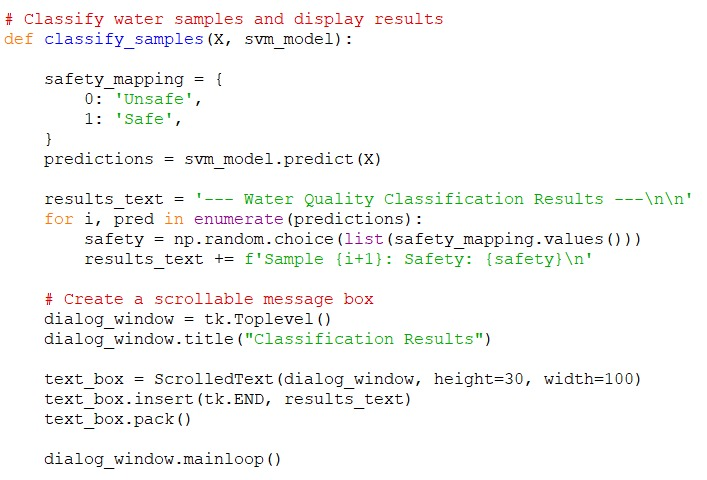 # Classify water samples and display results
def classify_samples(X, svm_model):
    safety_mapping = {
        0: 'Unsafe',
        1: 'Safe',
    }
    predictions = svm_model.predict(X)
    results_text = '--- Water Quality Classification Results ---\n\n'
    for i, pred in enumerate(predictions):
        safety = np.random.choice(list(safety_mapping.values()))
        results_text += f'Sample {i+1}: Safety: {safety}\n'
    # Create a scrollable message box
    dialog_window = tk.Toplevel()
    dialog_window.title("Classification Results")
    text_box = ScrolledText(dialog_window, height=30, width=100)
    text_box.insert(tk.END, results_text)
    text_box.pack()
    dialog_window.mainloop()